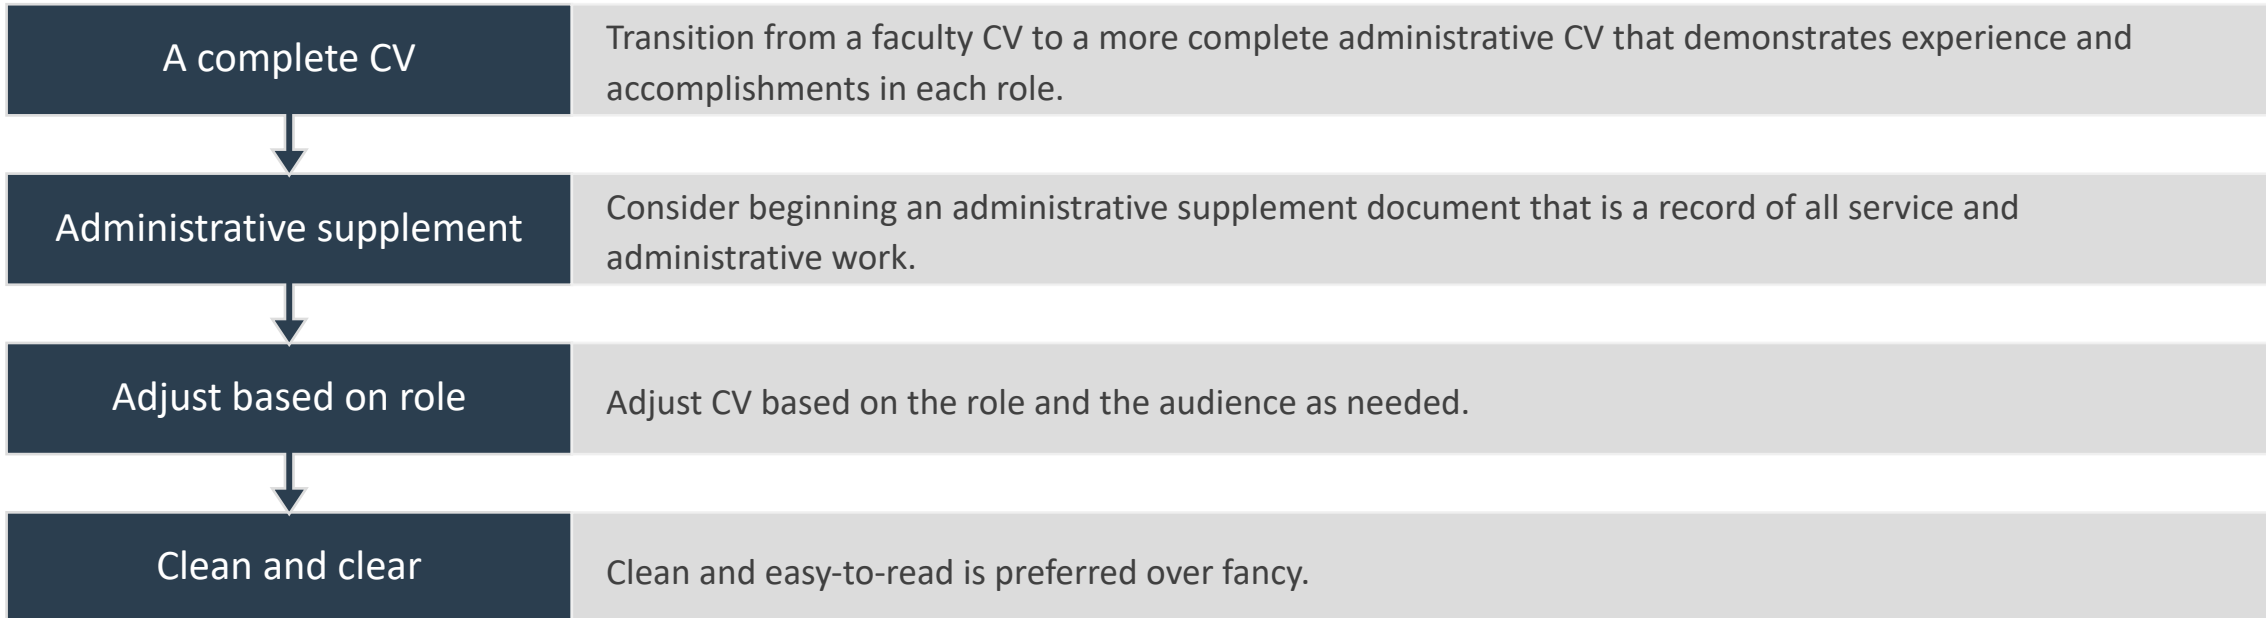 A complete CV
Transition from a faculty CV to a more complete administrative CV that demonstrates experience and
accomplishments in each role.
Administrative supplement
Consider beginning an administrative supplement document that is a record of all service and
administrative work.
Adjust based on role
Adjust CV based on the role and the audience as needed.
Clean and clear
Clean and easy-to-read is preferred over fancy.